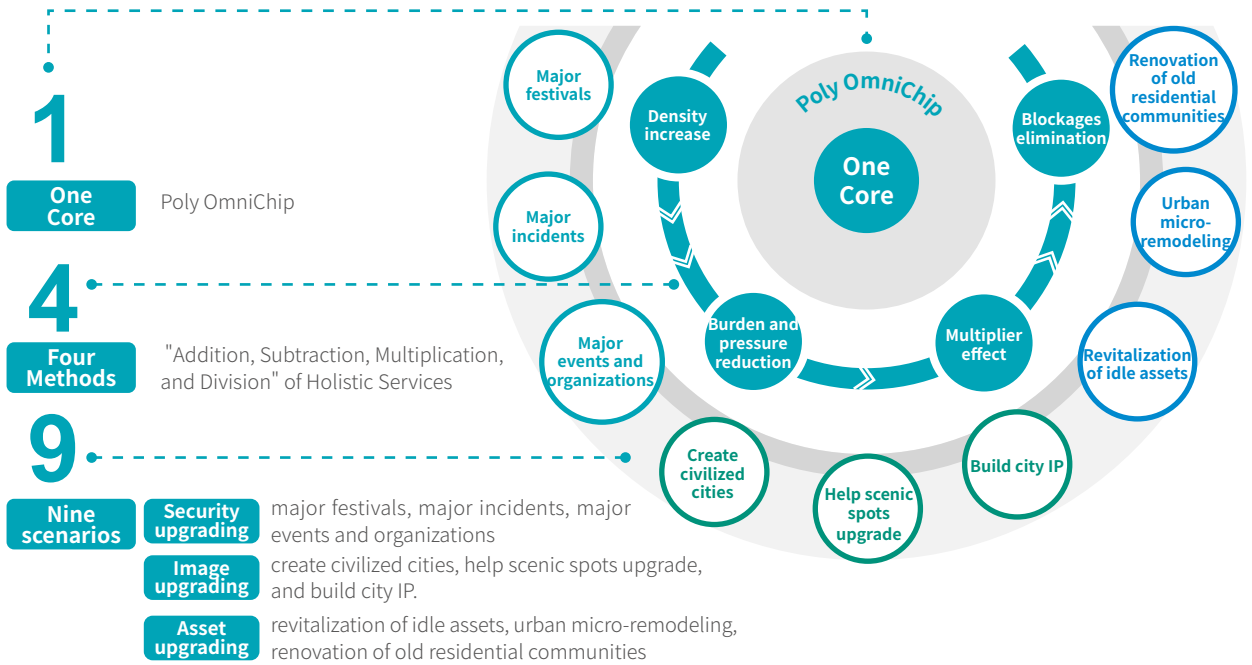 1
One
Core
Poly OmniChip
4
Four
Methods
"Addition, Subtraction, Multiplication,
and Division" of Holistic Services
9
Nine
scenarios
Security
upgrading
major festivals, major incidents, major
events and organizations
Image
upgrading
create civilized cities, help scenic spots upgrade,
and build city IP.
Asset
upgrading
revitalization of idle assets, urban micro-remodeling,
renovation of old residential communities
Poly OmniChip
One
Core
Density
increase
Burden and
pressure
reduction
Multiplier
effect
Blockages
elimination
Major
festivals
Major
incidents
Major
events and
organizations
Create
civilized
cities
Help scenic
spots
upgrade
Build city IP
Revitalization
of idle assets
Urban
micro-
remodeling
Renovation
of old
residential
communities